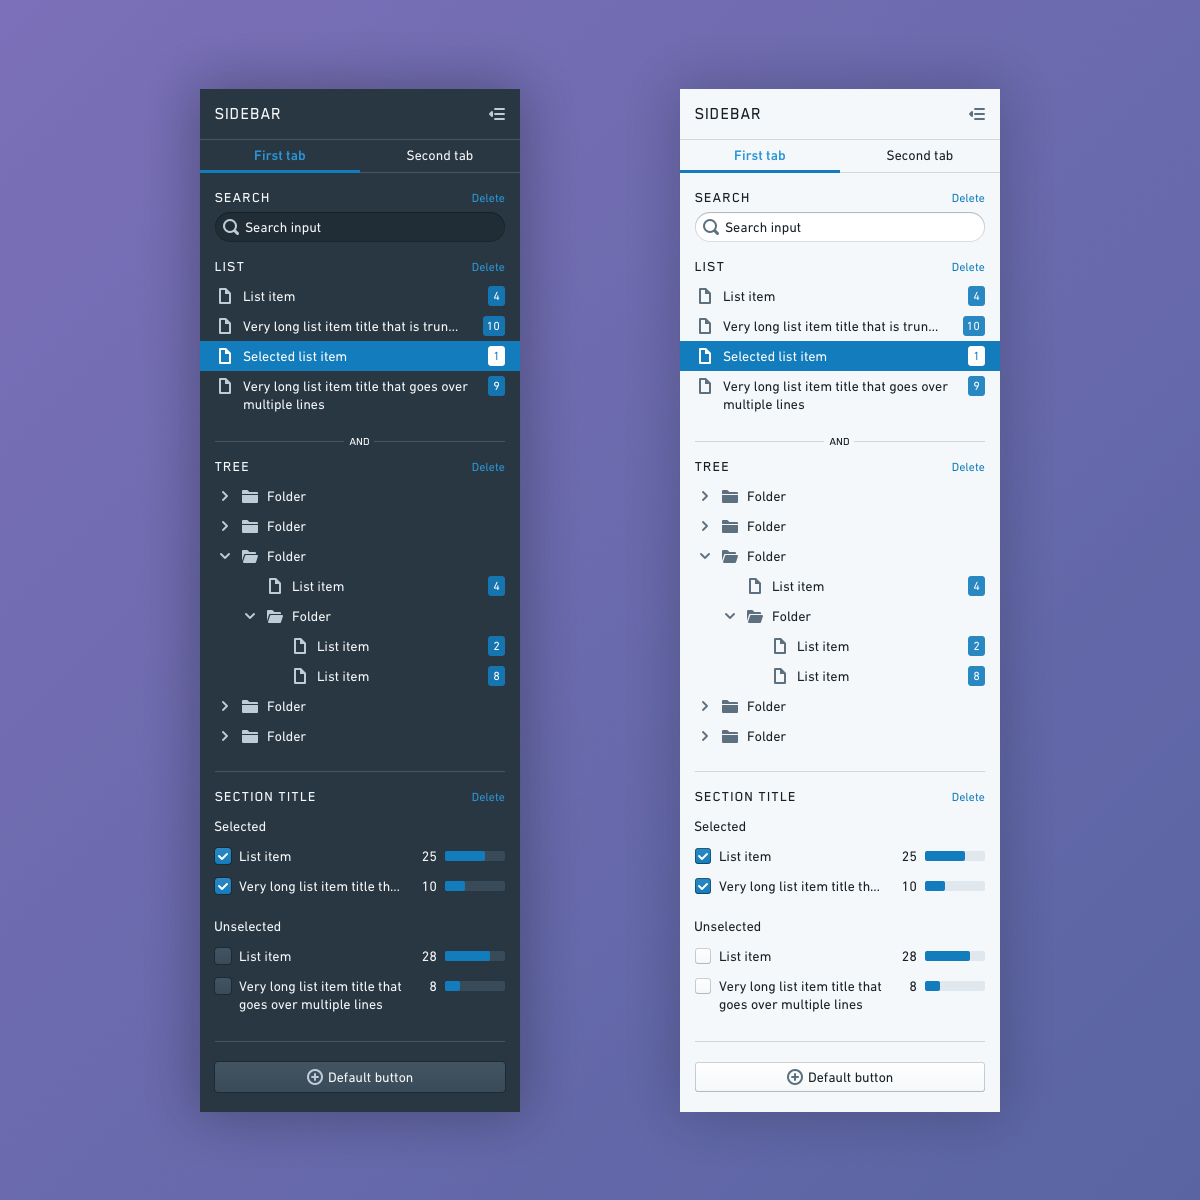 SIDEBAR
First tab
Second tab
SEARCH
Delete
Search input
LIST
Delete
List item
4
Very long list item title that is trun...
10
Selected list item
1
Very long list item title that goes over
multiple lines
9
AND
TREE
Delete
Folder
Folder
Folder
List item
4
Folder
List item
2
List item
8
Folder
Folder
SECTION TITLE
Delete
Selected
List item
25
Very long list item title th...
10
Unselected
List item
28
Very long list item title that
goes over multiple lines
8
Default button
SIDEBAR
First tab
Second tab
SEARCH
Delete
Search input
LIST
Delete
List item
4
Very long list item title that is trun...
10
Selected list item
1
Very long list item title that goes over
multiple lines
9
AND
TREE
Delete
Folder
Folder
Folder
List item
4
Folder
List item
2
List item
8
Folder
Folder
SECTION TITLE
Delete
Selected
List item
25
Very long list item title th...
10
Unselected
List item
28
Very long list item title that
goes over multiple lines
8
Default button